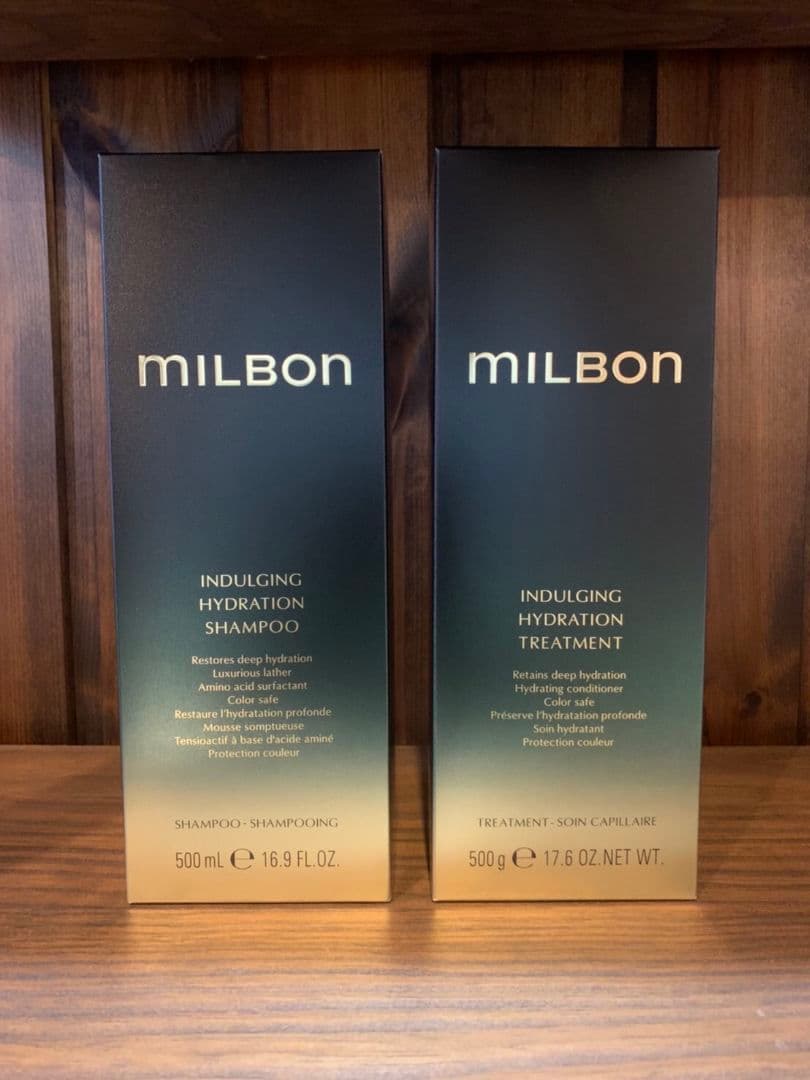 mILBon
INDULGING
HYDRATION
SHAMPOO
Restores deep hydration
Luxurious lather
Amino acid surfactant
Color safe
Restaure l'hydratation profonde
Mousse somptueuse
Tensioactif à base d'acide aminé
Protection couleur
SHAMPOO - SHAMPOOING
500 mL ℮ 16.9 FL.OZ.
mILBon
INDULGING
HYDRATION
TREATMENT
Retains deep hydration
Hydrating conditioner
Color safe
Préserve l'hydratation profonde
Soin hydratant
Protection couleur
TREATMENT - SOIN CAPILLAIRE
500 g ℮ 17.6 OZ.NET WT.